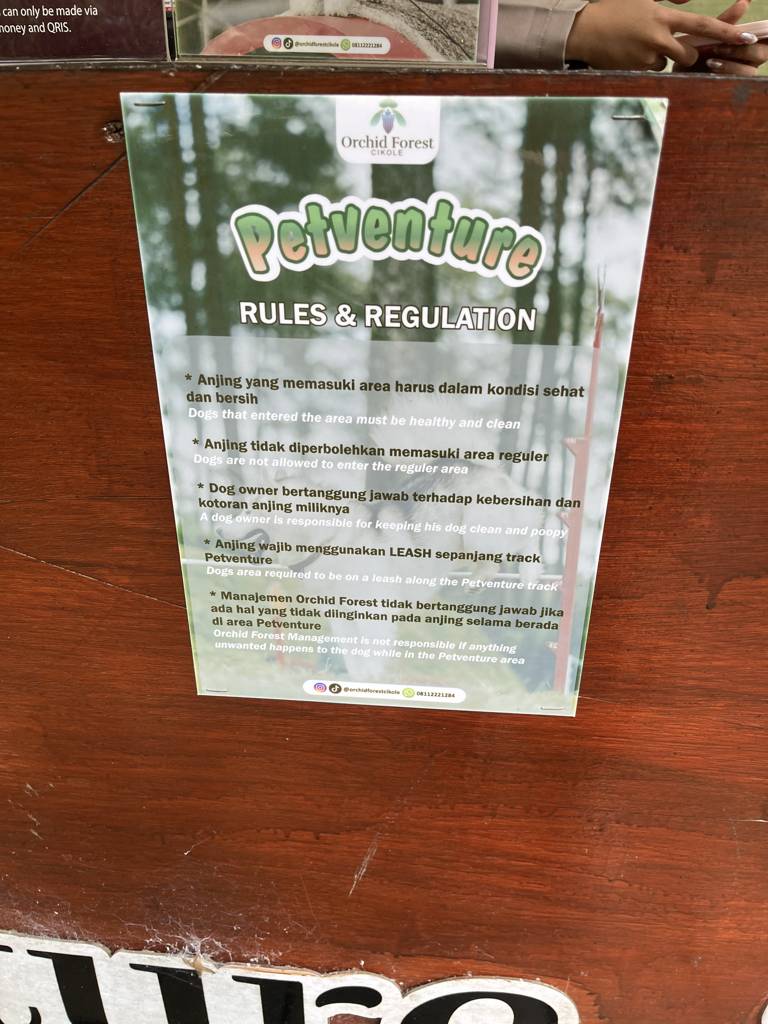 can only be made via
money and QRIS.
@orchidforestcikole 08112221284
Orchid Forest
CIKOLE
Petventure
RULES & REGULATION
* Anjing yang memasuki area harus dalam kondisi sehat
dan bersih
Dogs that entered the area must be healthy and clean
* Anjing tidak diperbolehkan memasuki area reguler
Dogs are not allowed to enter the reguler area
* Dog owner bertanggung jawab terhadap kebersihan dan
kotoran anjing miliknya
A dog owner is responsible for keeping his dog clean and poopy
* Anjing wajib menggunakan LEASH sepanjang track
Petventure
Dogs area required to be on a leash along the Petventure track
* Manajemen Orchid Forest tidak bertanggung jawab jika
ada hal yang tidak diinginkan pada anjing selama berada
di area Petventure
Orchid Forest Management is not responsible if anything
unwanted happens to the dog while in the Petventure area
@orchidforestcikole 08112221284